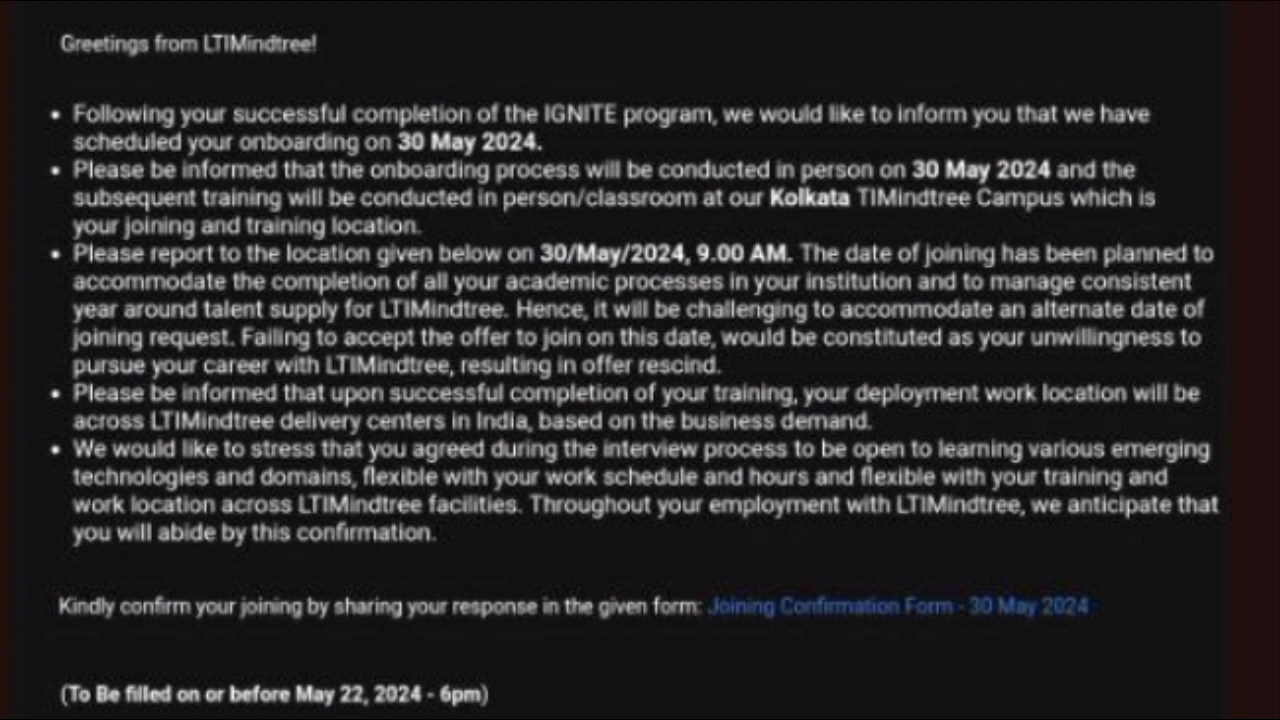 Greetings from LTIMindtree!
• Following your successful completion of the IGNITE program, we would like to inform you that we have
scheduled your onboarding on 30 May 2024.
• Please be informed that the onboarding process will be conducted in person on 30 May 2024 and the
subsequent training will be conducted in person/classroom at our Kolkata TIMindtree Campus which is
your joining and training location.
• Please report to the location given below on 30/May/2024, 9.00 AM. The date of joining has been planned to
accommodate the completion of all your academic processes in your institution and to manage consistent
year around talent supply for LTIMindtree. Hence, it will be challenging to accommodate an alternate date of
joining request. Failing to accept the offer to join on this date, would be constituted as your unwillingness to
pursue your career with LTIMindtree, resulting in offer rescind.
• Please be informed that upon successful completion of your training, your deployment work location will be
across LTIMindtree delivery centers in India, based on the business demand.
• We would like to stress that you agreed during the interview process to be open to learning various emerging
technologies and domains, flexible with your work schedule and hours and flexible with your training and
work location across LTIMindtree facilities. Throughout your employment with LTIMindtree, we anticipate that
you will abide by this confirmation.
Kindly confirm your joining by sharing your response in the given form: Joining Confirmation Form - 30 May 2024
(To Be filled on or before May 22, 2024 - 6pm)